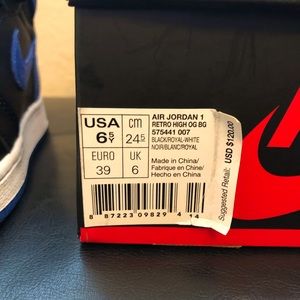 USA
6.5Y
cm
24.5
EURO
39
UK
6
AIR JORDAN 1
RETRO HIGH OG BG
575441 007
BLACK/ROYAL-WHITE
NOIR/BLANC/ROYAL
Made in China/
Fabriqué en Chine/
Hecho en China
8 87223 09829 4 14
Suggested Retail: USD $120.00